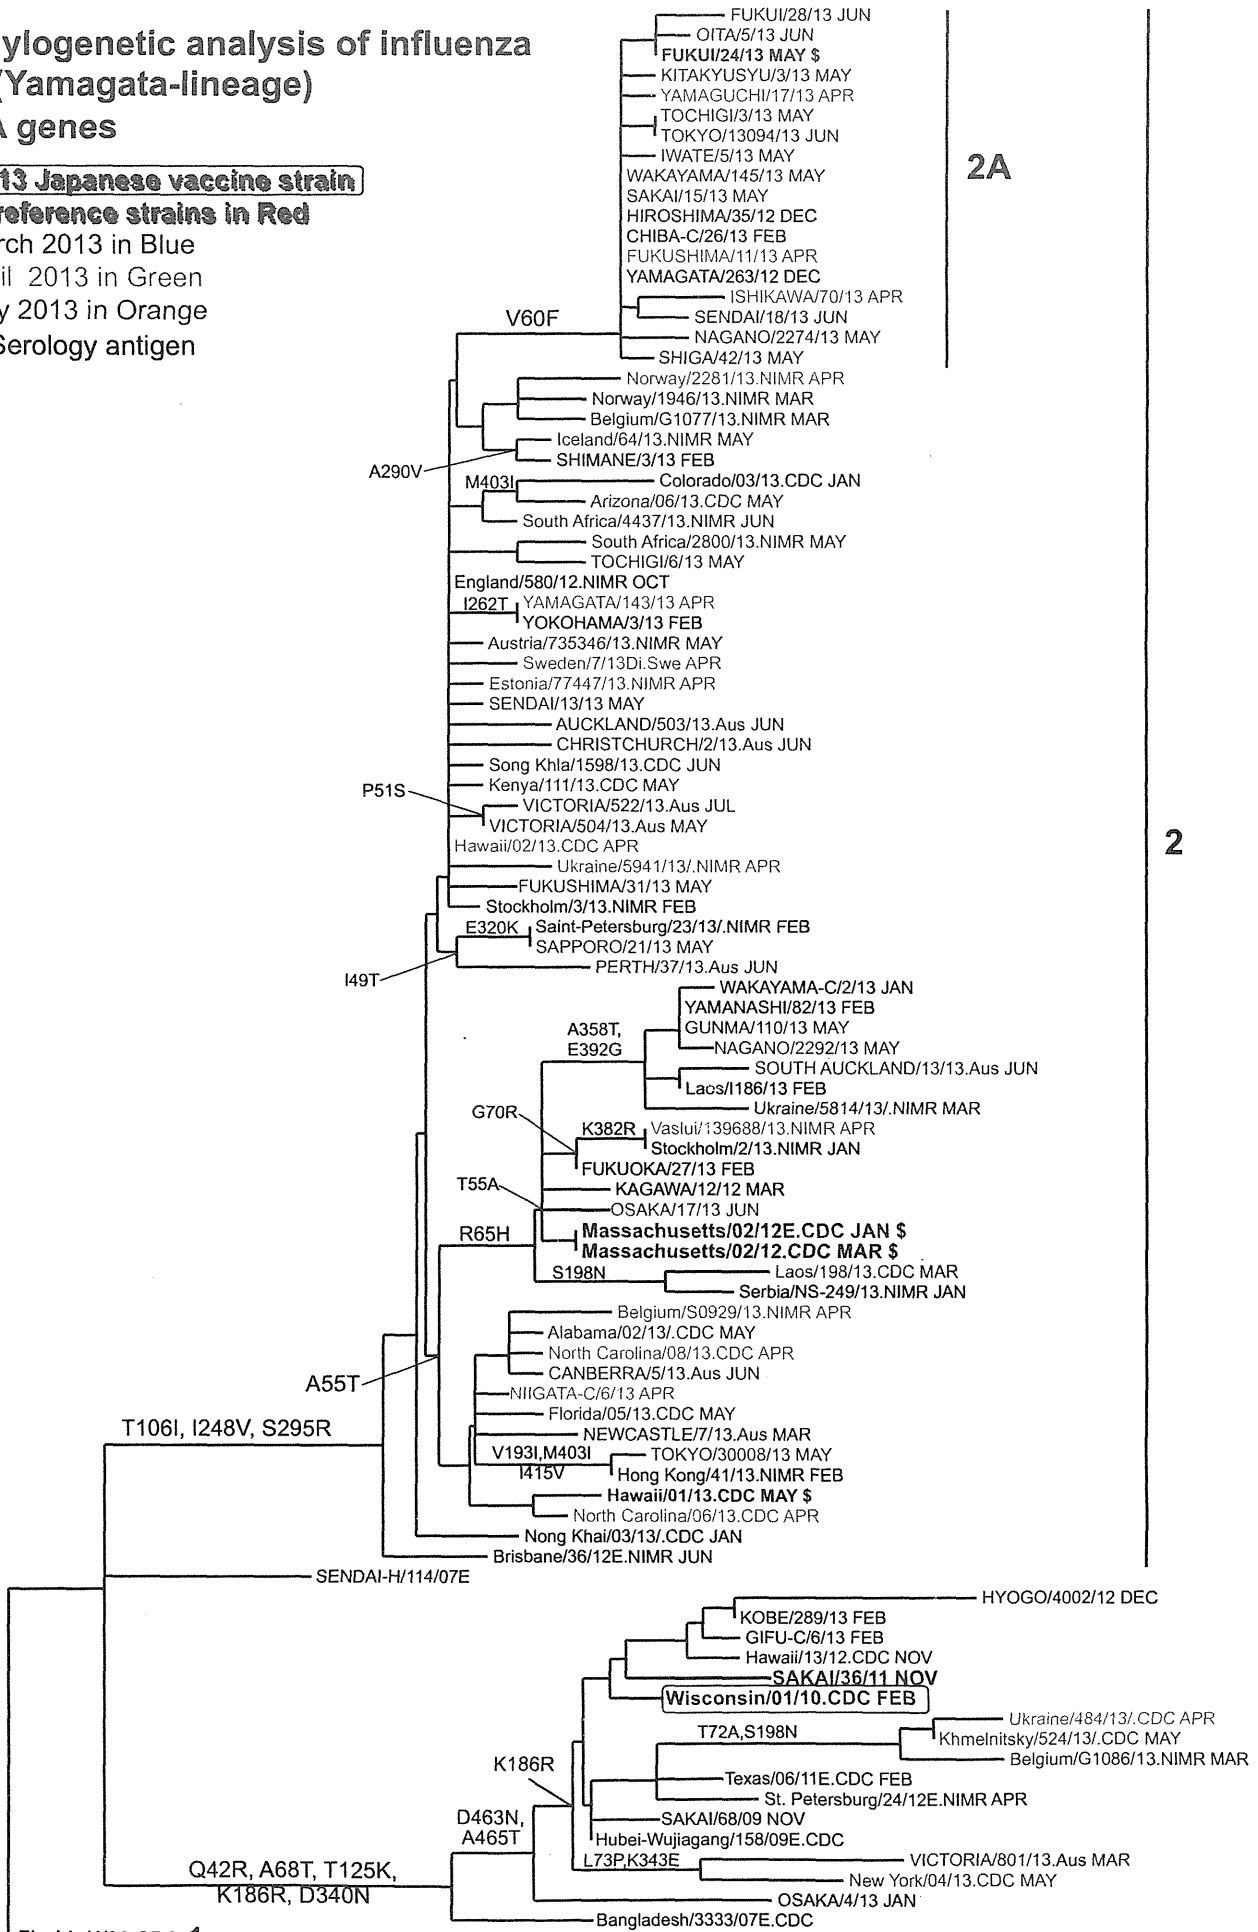 ylogenetic analysis of influenza
(Yamagata-lineage)
A genes
13 Japanese vaccine strain
reference strains in Red
rch 2013 in Blue
il 2013 in Green
y 2013 in Orange
Serology antigen
FUKUI/28/13 JUN
OITA/5/13 JUN
FUKUI/24/13 MAY $
KITAKYUSYU/3/13 MAY
YAMAGUCHI/17/13 APR
TOCHIGI/3/13 MAY
TOKYO/13094/13 JUN
IWATE/5/13 MAY
2A
WAKAYAMA/145/13 MAY
SAKAI/15/13 MAY
HIROSHIMA/35/12 DEC
CHIBA-C/26/13 FEB
FUKUSHIMA/11/13 APR
YAMAGATA/263/12 DEC
ISHIKAWA/70/13 APR
V60F
SENDAI/18/13 JUN
NAGANO/2274/13 MAY
SHIGA/42/13 MAY
Norway/2281/13.NIMR APR
Norway/1946/13.NIMR MAR
Belgium/G1077/13.NIMR MAR
Iceland/64/13.NIMR MAY
SHIMANE/3/13 FEB
A290V
M403I
Colorado/03/13.CDC JAN
Arizona/06/13.CDC MAY
South Africa/4437/13.NIMR JUN
South Africa/2800/13.NIMR MAY
TOCHIGI/6/13 MAY
England/580/12.NIMR OCT
I262T
YAMAGATA/143/13 APR
YOKOHAMA/3/13 FEB
Austria/735346/13.NIMR MAY
Sweden/7/13Di.Swe APR
Estonia/77447/13.NIMR APR
SENDAI/13/13 MAY
AUCKLAND/503/13.Aus JUN
CHRISTCHURCH/2/13.Aus JUN
Song Khla/1598/13.CDC JUN
Kenya/111/13.CDC MAY
P51S
VICTORIA/522/13.Aus JUL
VICTORIA/504/13.Aus MAY
Hawaii/02/13.CDC APR
2
Ukraine/5941/13/.NIMR APR
FUKUSHIMA/31/13 MAY
Stockholm/3/13.NIMR FEB
E320K
Saint-Petersburg/23/13/.NIMR FEB
SAPPORO/21/13 MAY
PERTH/37/13.Aus JUN
I49T
WAKAYAMA-C/2/13 JAN
YAMANASHI/82/13 FEB
A358T,
E392G
GUNMA/110/13 MAY
NAGANO/2292/13 MAY
SOUTH AUCKLAND/13/13.Aus JUN
Laos/I186/13 FEB
Ukraine/5814/13/.NIMR MAR
G70R
K382R
Vaslui/139688/13.NIMR APR
Stockholm/2/13.NIMR JAN
FUKUOKA/27/13 FEB
T55A
KAGAWA/12/12 MAR
OSAKA/17/13 JUN
R65H
Massachusetts/02/12E.CDC JAN $
Massachusetts/02/12.CDC MAR $
S198N
Laos/198/13.CDC MAR
Serbia/NS-249/13.NIMR JAN
Belgium/S0929/13.NIMR APR
Alabama/02/13/.CDC MAY
North Carolina/08/13.CDC APR
CANBERRA/5/13.Aus JUN
A55T
NIIGATA-C/6/13 APR
Florida/05/13.CDC MAY
T106I, I248V, S295R
NEWCASTLE/7/13.Aus MAR
V193I,M403I
I415V
TOKYO/30008/13 MAY
Hong Kong/41/13.NIMR FEB
Hawaii/01/13.CDC MAY $
North Carolina/06/13.CDC APR
Nong Khai/03/13/.CDC JAN
Brisbane/36/12E.NIMR JUN
SENDAI-H/114/07E
HYOGO/4002/12 DEC
KOBE/289/13 FEB
GIFU-C/6/13 FEB
Hawaii/13/12.CDC NOV
SAKAI/36/11 NOV
Wisconsin/01/10.CDC FEB
Ukraine/484/13/.CDC APR
T72A,S198N
Khmelnitsky/524/13/.CDC MAY
Belgium/G1086/13.NIMR MAR
K186R
Texas/06/11E.CDC FEB
St. Petersburg/24/12E.NIMR APR
D463N,
A465T
SAKAI/68/09 NOV
Hubei-Wujiagang/158/09E.CDC
L73P,K343E
VICTORIA/801/13.Aus MAR
New York/04/13.CDC MAY
Q42R, A68T, T125K,
K186R, D340N
OSAKA/4/13 JAN
Bangladesh/3333/07E.CDC